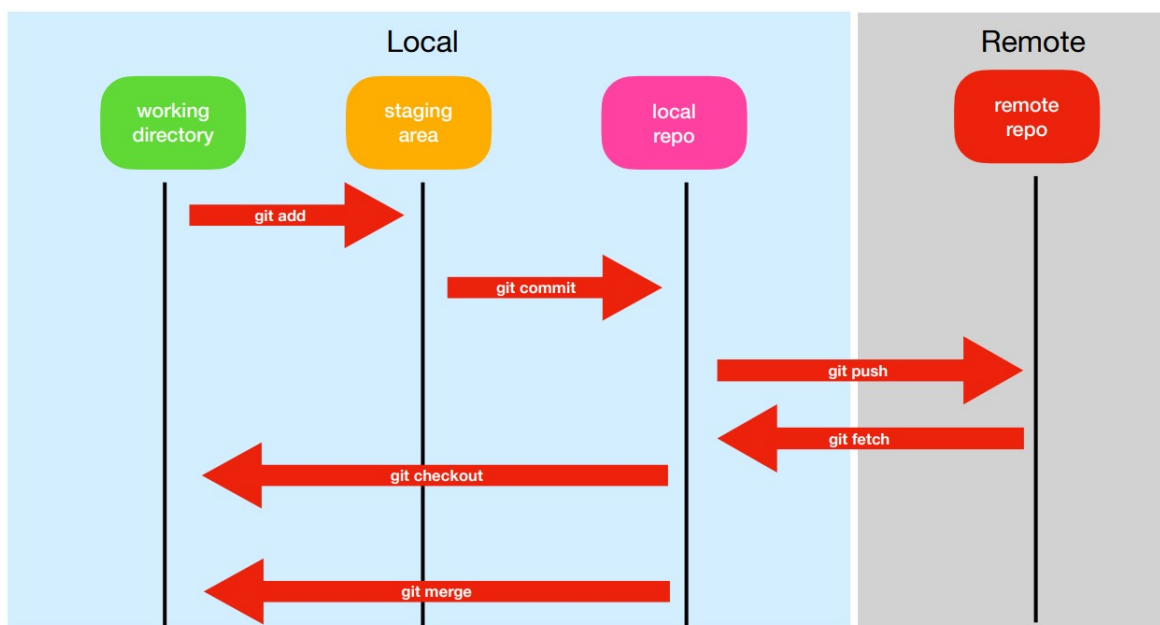 Local
Remote
working
directory
staging
area
local
repo
remote
repo
git add
git commit
git push
git fetch
git checkout
git merge